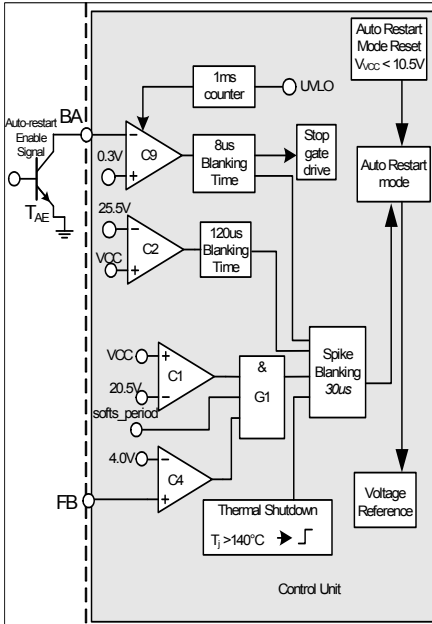 Auto Restart
Mode Reset
VVCC < 10.5V
1ms
counter
UVLO
BA
Auto-restart
Enable
Signal
TAE
0.3V
−
+
C9
8us
Blanking
Time
Stop
gate
drive
Auto Restart
mode
25.5V
VCC
−
+
C2
120us
Blanking
Time
VCC
20.5V
+
−
C1
softs_period
&
G1
Spike
Blanking
30us
4.0V
−
+
C4
FB
Thermal Shutdown
Tj >140°C
Voltage
Reference
Control Unit